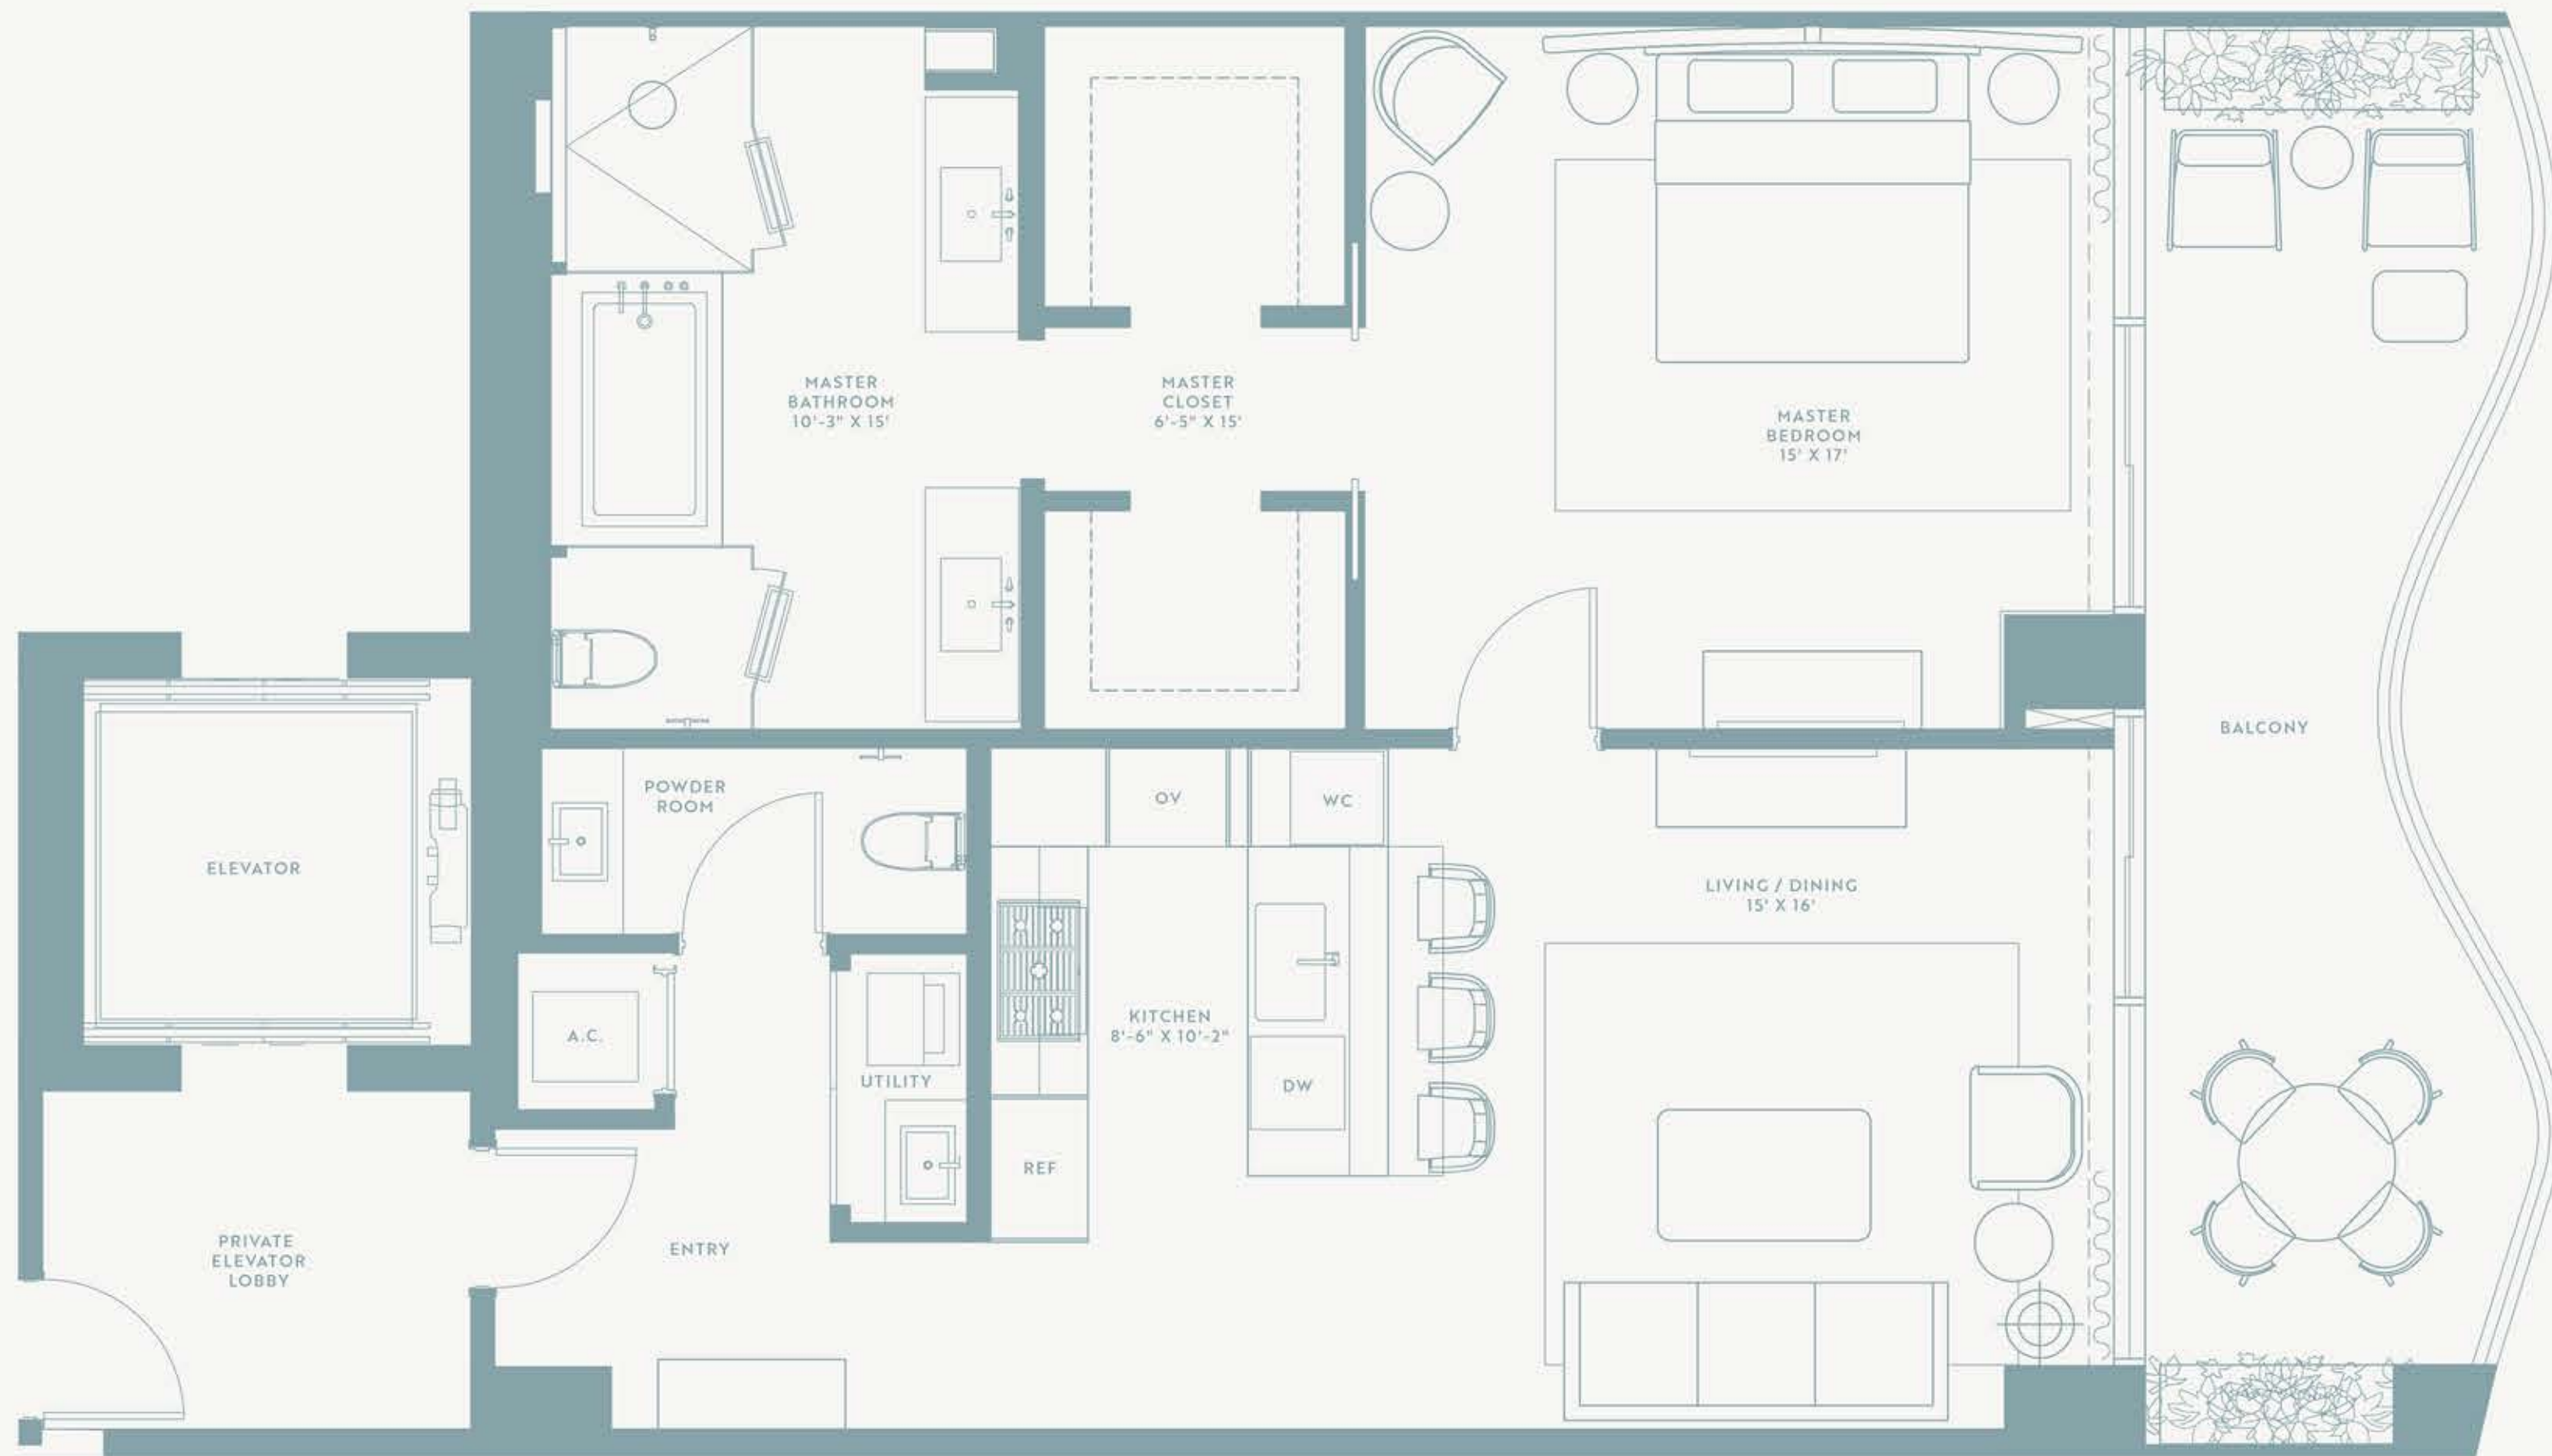 MASTER
BATHROOM
10'-3" X 15'
MASTER
CLOSET
6'-5" X 15'
MASTER
BEDROOM
15' X 17'
BALCONY
POWDER
ROOM
OV
WC
ELEVATOR
LIVING / DINING
15' X 16'
A.C.
KITCHEN
8'-6" X 10'-2"
UTILITY
DW
REF
PRIVATE
ELEVATOR
LOBBY
ENTRY